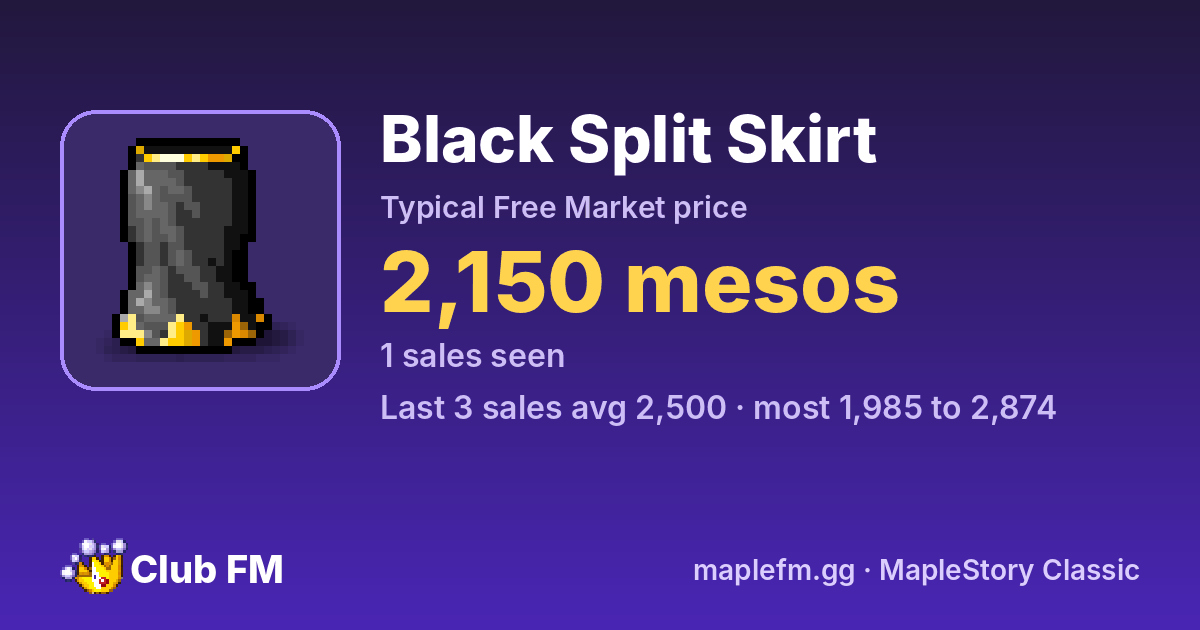 Black Split Skirt
Typical Free Market price
2,150 mesos
1 sales seen
Last 3 sales avg 2,500 · most 1,985 to 2,874
Club FM
maplefm.gg · MapleStory Classic